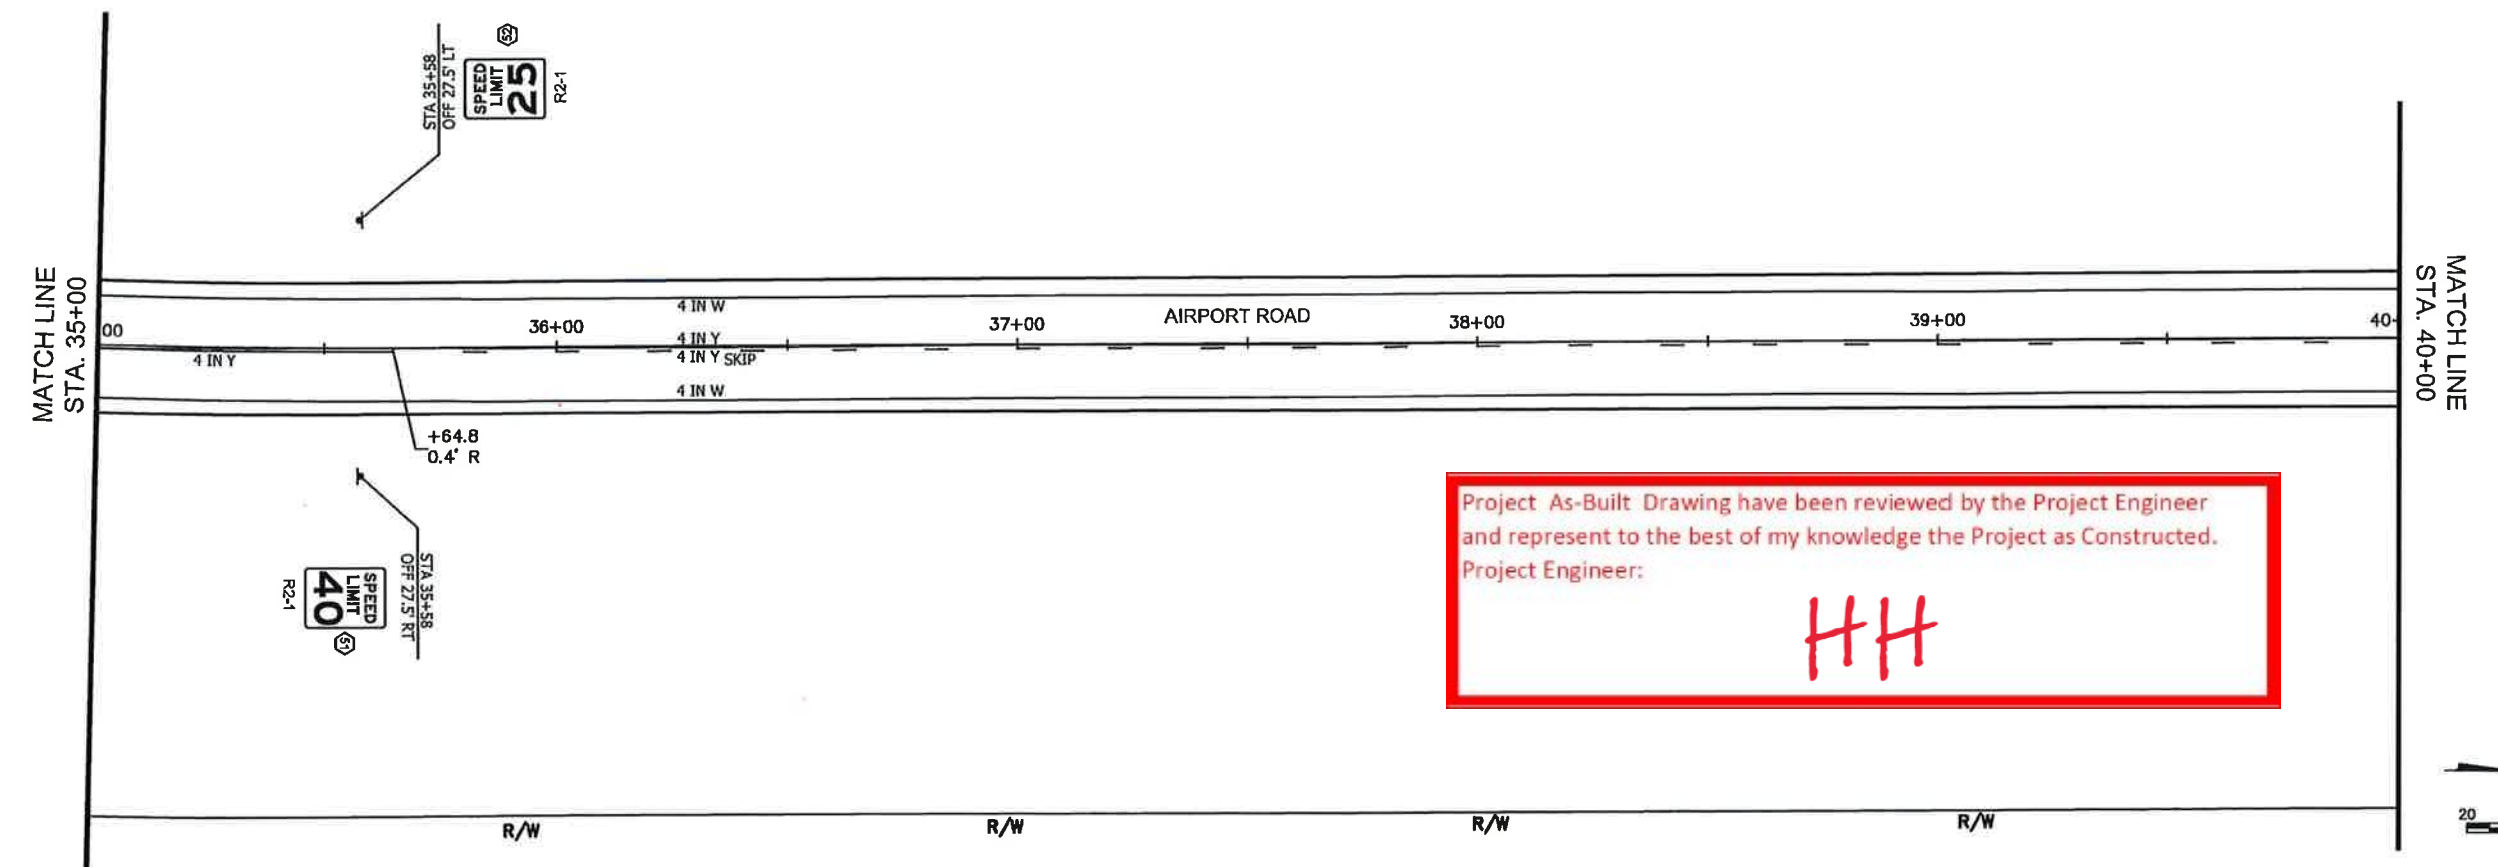 52
STA 35+58
OFF 27.5' LT
SPEED
LIMIT
25
R2-1
MATCH LINE
STA. 35+00
00
36+00
37+00
38+00
39+00
40
4 IN W
AIRPORT ROAD
4 IN Y
4 IN Y
4 IN Y SKIP
4 IN W
+64.8
0.4' R
MATCH LINE
STA. 40+00
STA 35+58
OFF 27.5' RT
SPEED
LIMIT
40
R2-1
51
Project As-Built Drawing have been reviewed by the Project Engineer
and represent to the best of my knowledge the Project as Constructed.
Project Engineer:
HH
20
R/W
R/W
R/W
R/W